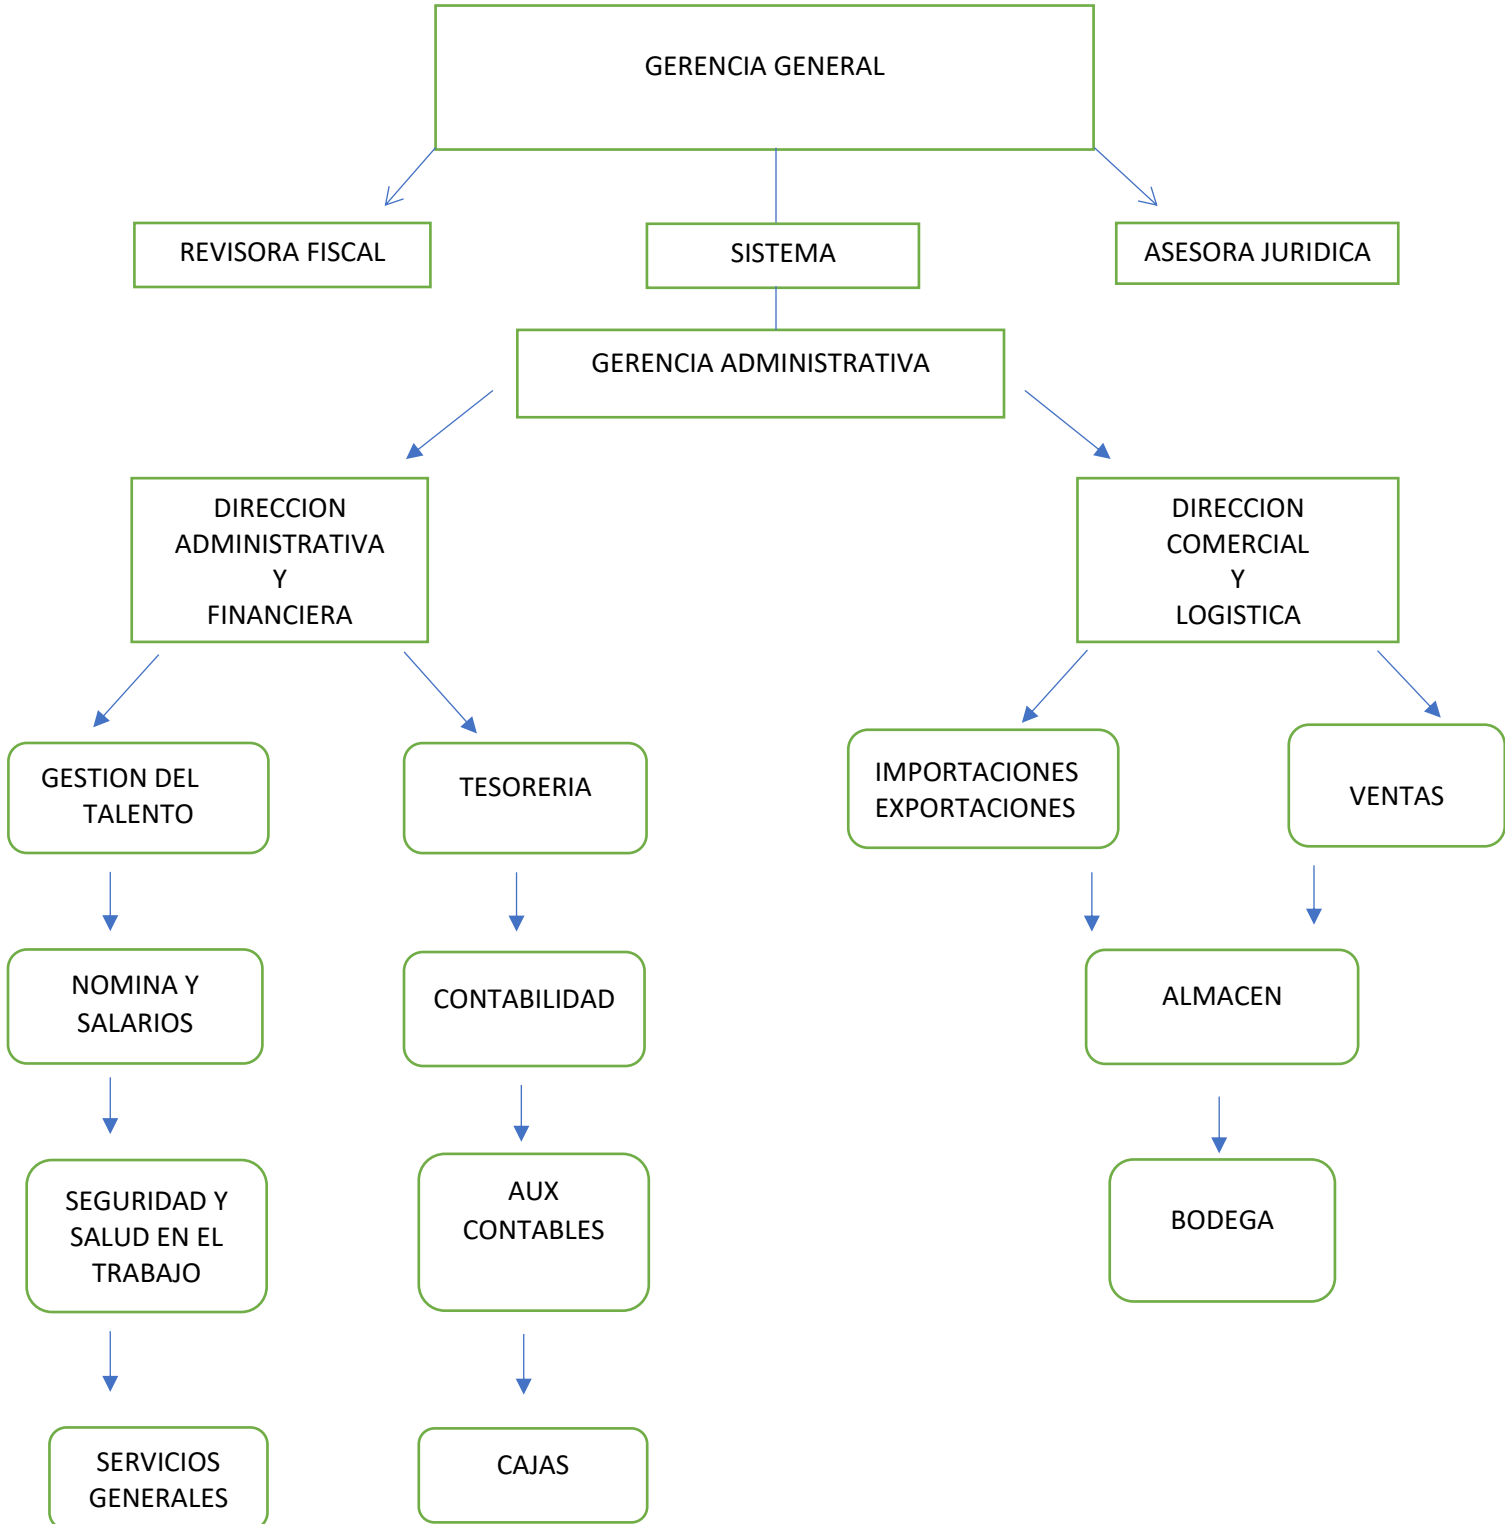 GERENCIA GENERAL
REVISORA FISCAL
SISTEMA
ASESORA JURIDICA
GERENCIA ADMINISTRATIVA
DIRECCION
ADMINISTRATIVA
Y
FINANCIERA
DIRECCION
COMERCIAL
Y
LOGISTICA
GESTION DEL
TALENTO
TESORERIA
IMPORTACIONES
EXPORTACIONES
VENTAS
NOMINA Y
SALARIOS
CONTABILIDAD
ALMACEN
SEGURIDAD Y
SALUD EN EL
TRABAJO
AUX
CONTABLES
BODEGA
SERVICIOS
GENERALES
CAJAS